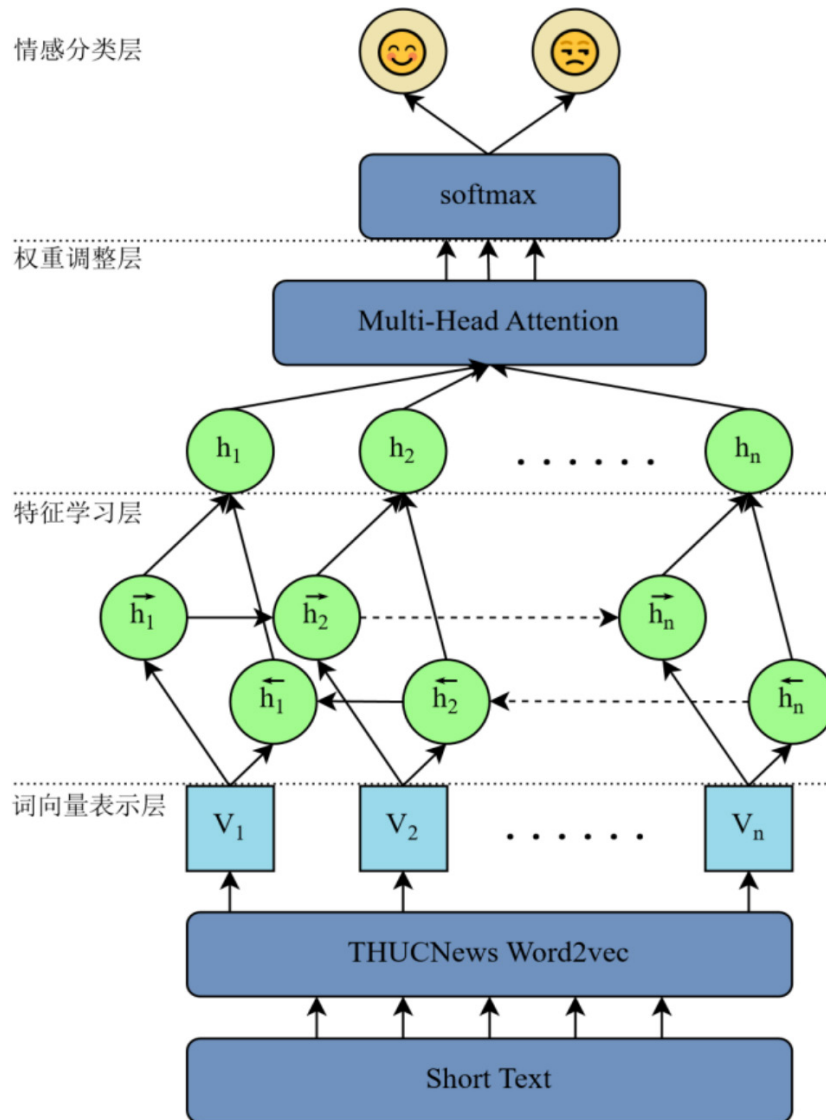 情感分类层
softmax
权重调整层
Multi-Head Attention
h₁ h₂ ...... hₙ
特征学习层
h₁→ h₂→ hₙ→
h₁← h₂← hₙ←
词向量表示层
V₁ V₂ ...... Vₙ
THUCNews Word2vec
Short Text